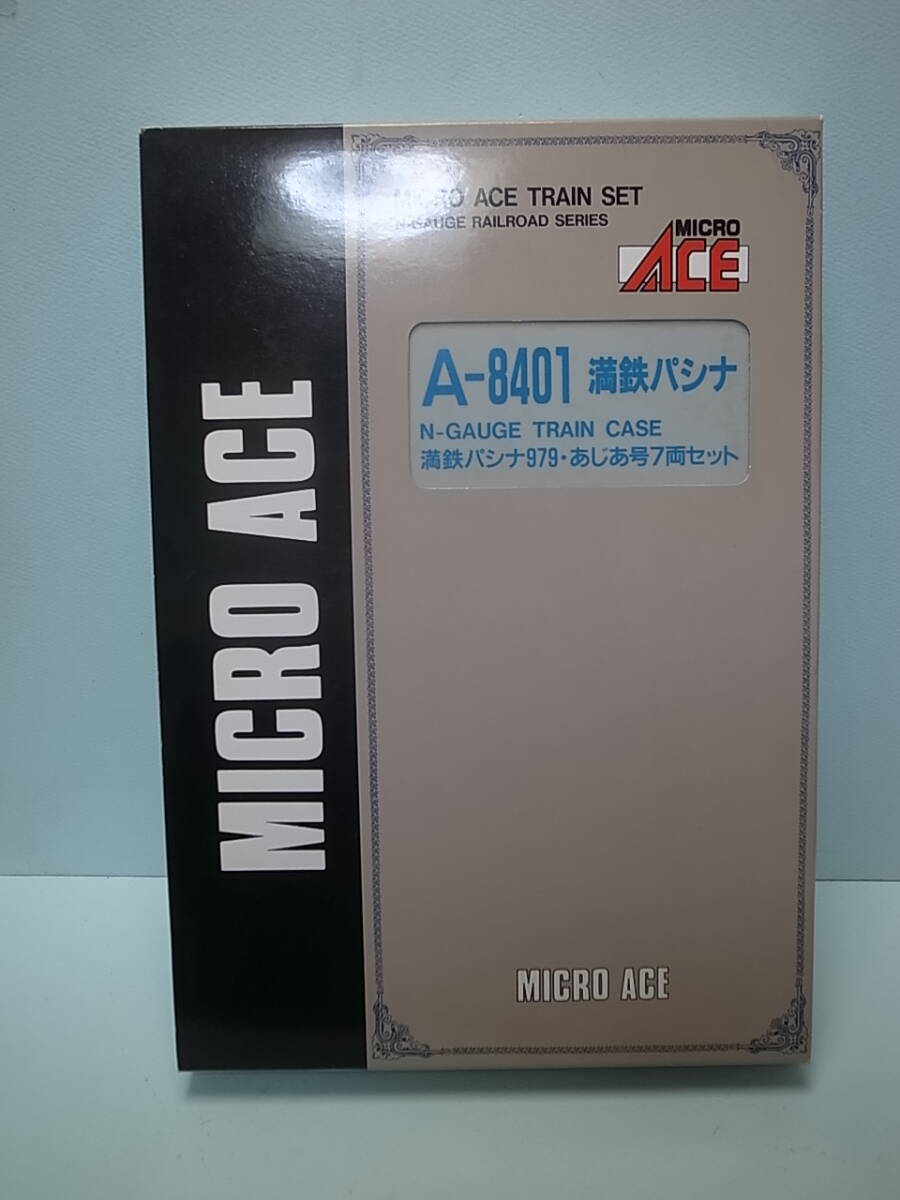 MICRO ACE TRAIN SET
N-GAUGE RAILROAD SERIES
MICRO
ACE
A-8401 満鉄パシナ
N-GAUGE TRAIN CASE
満鉄パシナ979・あじあ号7両セット
MICRO ACE
MICRO ACE